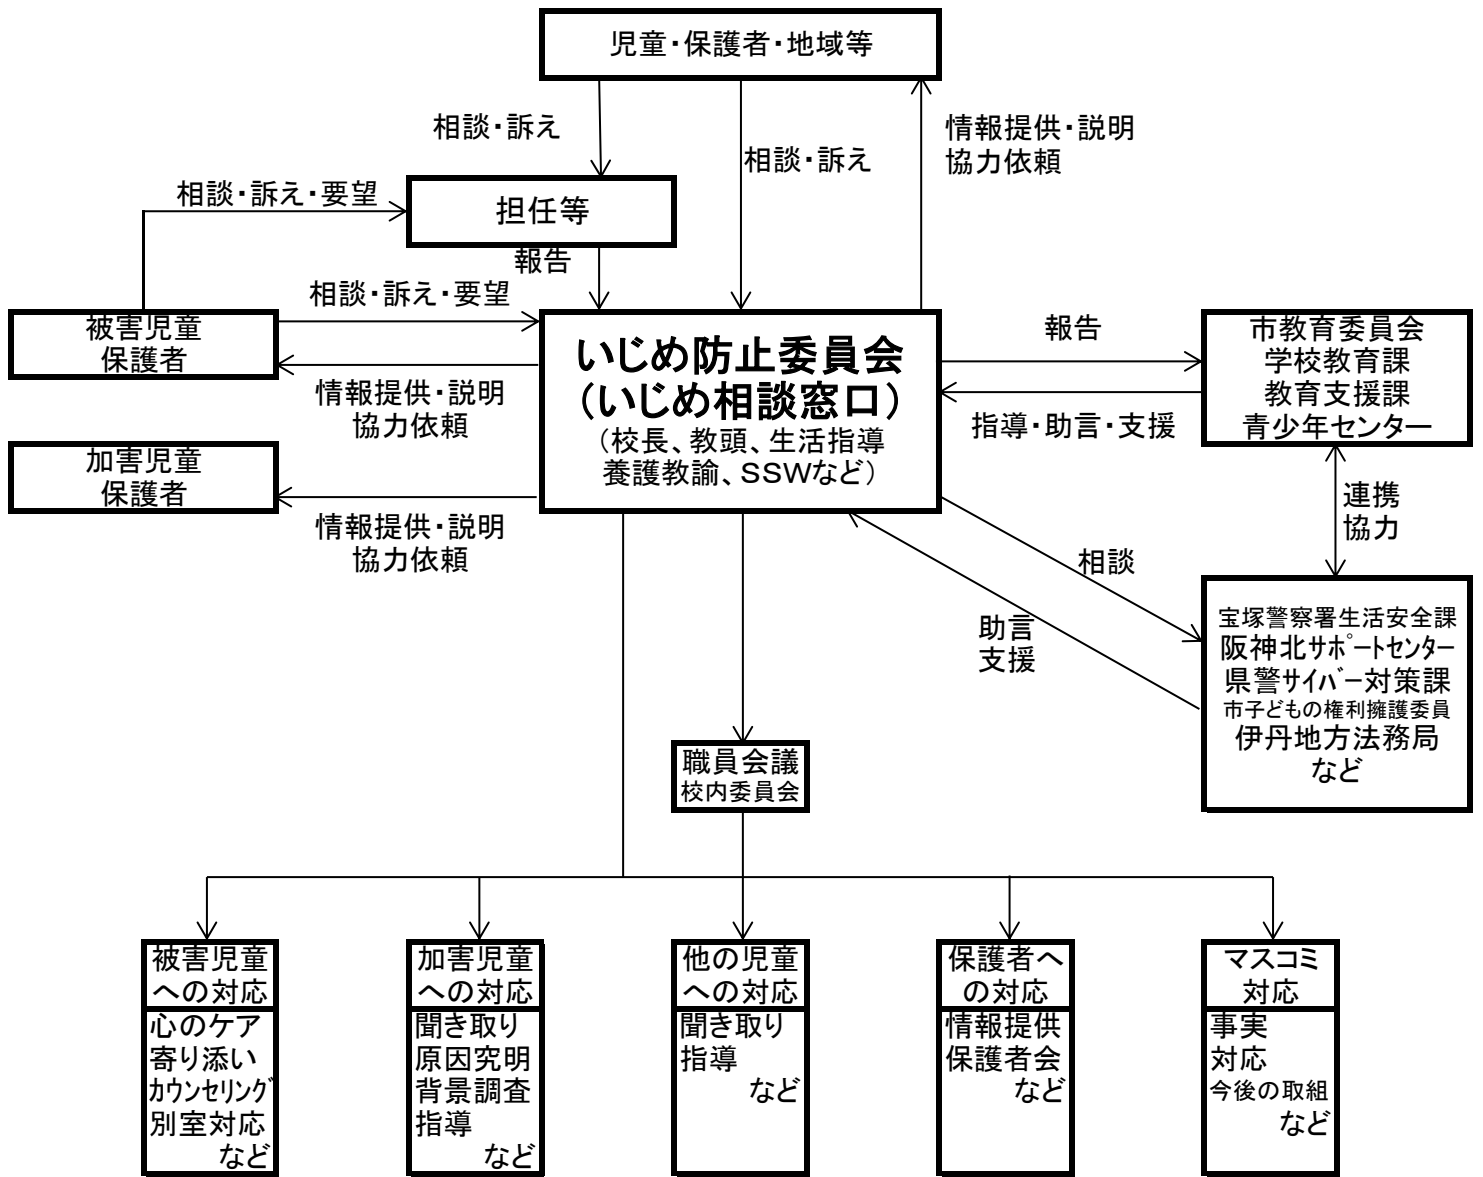 児童・保護者・地域等
相談・訴え
相談・訴え
情報提供・説明
協力依頼
相談・訴え・要望
担任等
報告
相談・訴え・要望
被害児童
保護者
情報提供・説明
協力依頼
加害児童
保護者
情報提供・説明
協力依頼
いじめ防止委員会
(いじめ相談窓口)
(校長、教頭、生活指導
養護教諭、SSWなど)
報告
指導・助言・支援
市教育委員会
学校教育課
教育支援課
青少年センター
連携
協力
相談
助言
支援
宝塚警察署生活安全課
阪神北ｻﾎﾟｰﾄｾﾝﾀｰ
県警ｻｲﾊﾞｰ対策課
市子どもの権利擁護委員
伊丹地方法務局
など
職員会議
校内委員会
被害児童
への対応
心のケア
寄り添い
ｶｳﾝｾﾘﾝｸﾞ
別室対応
など
加害児童
への対応
聞き取り
原因究明
背景調査
指導
など
他の児童
への対応
聞き取り
指導
など
保護者へ
の対応
情報提供
保護者会
など
マスコミ
対応
事実
対応
今後の取組
など